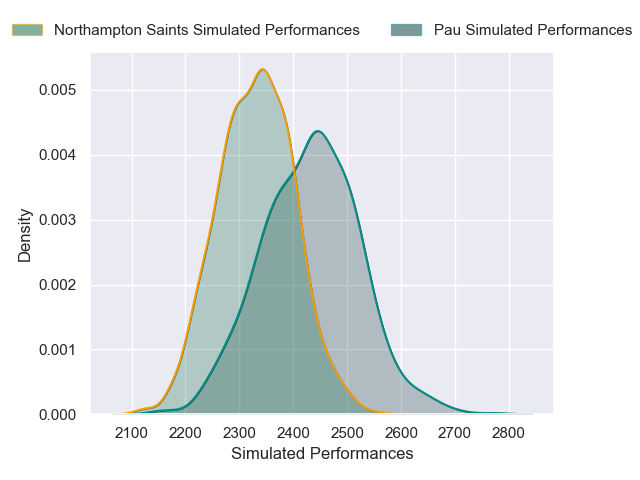 Northampton Saints Simulated Performances
Pau Simulated Performances
0.005
0.004
0.003
0.002
0.001
0.000
Density
2100 2200 2300 2400 2500 2600 2700 2800
Simulated Performances